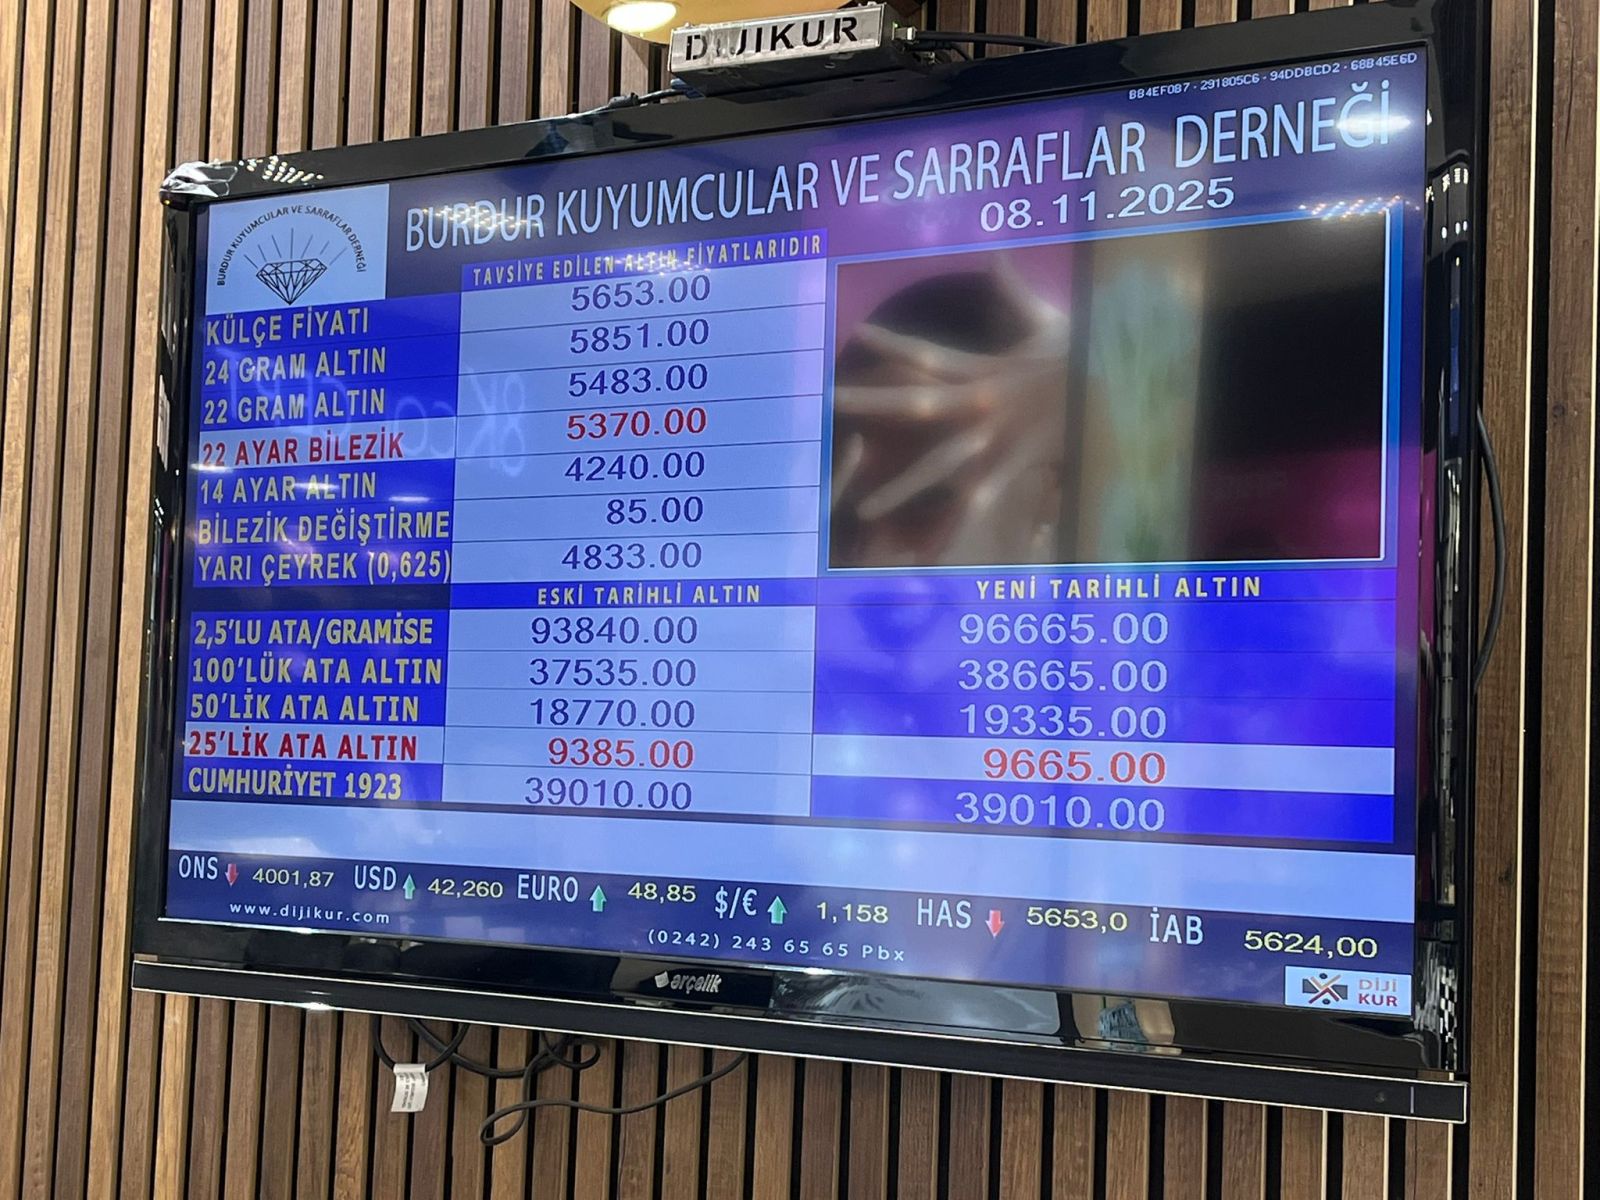 DIJIKUR
BB4EF0B7 - 291805C6 - 94DDBCD2 - 68B45E6D
BURDUR KUYUMCULAR VE SARRAFLAR DERNEĞİ
BURDUR KUYUMCULAR VE SARRAFLAR DERNEĞİ
08.11.2025
TAVSİYE EDİLEN ALTIN FİYATLARIDIR
KÜLÇE FİYATI 5653.00
24 GRAM ALTIN 5851.00
22 GRAM ALTIN 5483.00
22 AYAR BİLEZİK 5370.00
14 AYAR ALTIN 4240.00
BİLEZİK DEĞİŞTİRME 85.00
YARI ÇEYREK (0,625) 4833.00
ESKİ TARİHLİ ALTIN YENİ TARİHLİ ALTIN
2,5'LU ATA/GRAMİSE 93840.00 96665.00
100'LÜK ATA ALTIN 37535.00 38665.00
50'LİK ATA ALTIN 18770.00 19335.00
25'LİK ATA ALTIN 9385.00 9665.00
CUMHURİYET 1923 39010.00 39010.00
ONS 4001,87 USD 42,260 EURO 48,85 $/€ 1,158 HAS 5653,0 İAB 5624,00
www.dijikur.com
(0242) 243 65 65 Pbx
DIJI
KUR
arçelik